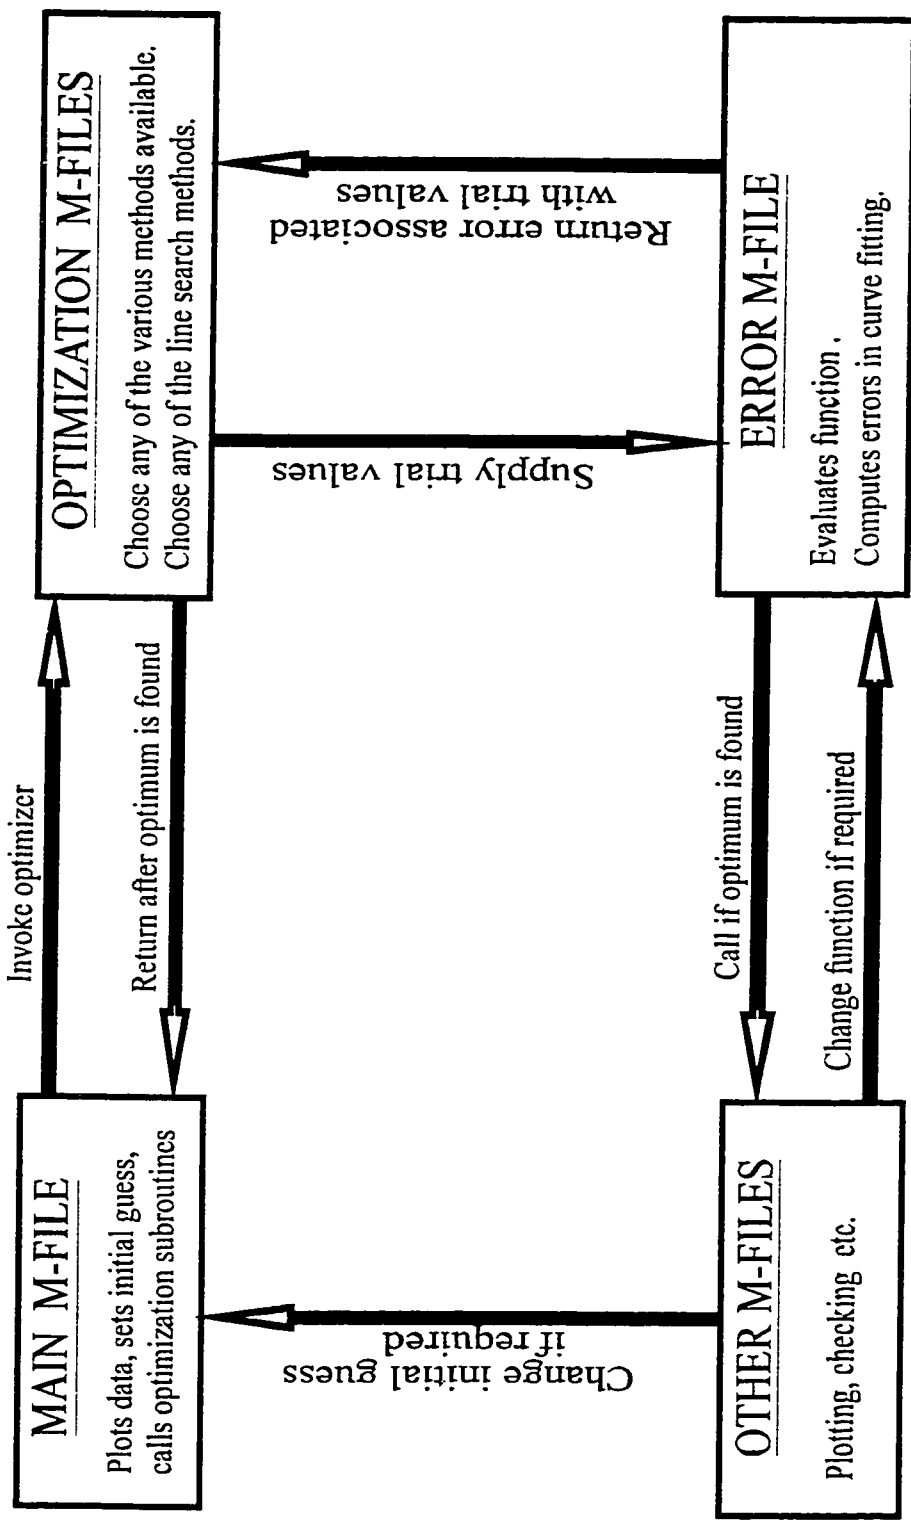 MAIN M-FILE
Plots data, sets initial guess,
calls optimization subroutines
Invoke optimizer
Return after optimum is found
OPTIMIZATION M-FILES
Choose any of the various methods available.
Choose any of the line search methods.
Change initial guess
if required
Supply trial values
Return error associated
with trial values
OTHER M-FILES
Plotting, checking etc.
Call if optimum is found
Change function if required
ERROR M-FILE
Evaluates function .
Computes errors in curve fitting.